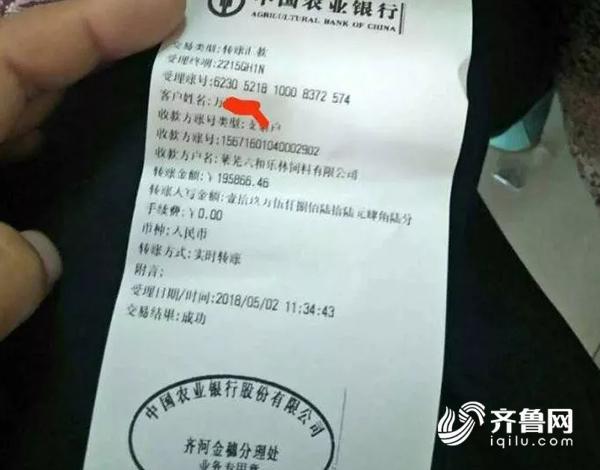 中国农业银行
AGRICULTURAL BANK OF CHINA
交易类型:转账汇款
受理终端:2215GH1N
受理账号:6230 5218 1000 8372 574
客户姓名:万
收款方账号类型:支票户
收款方账号:15671601040002902
收款方户名:莱芜六和乐林饲料有限公司
转账金额:¥195866.46
转账大写金额:壹拾玖万伍仟捌佰陆拾陆元肆角陆分
手续费:¥0.00
币种:人民币
转账方式:实时转账
附言:
受理日期/时间:2018/05/02 11:34:43
交易结果:成功
中国农业银行股份有限公司
齐河金穗分理处
业务专用章
齐鲁网
iqilu.com